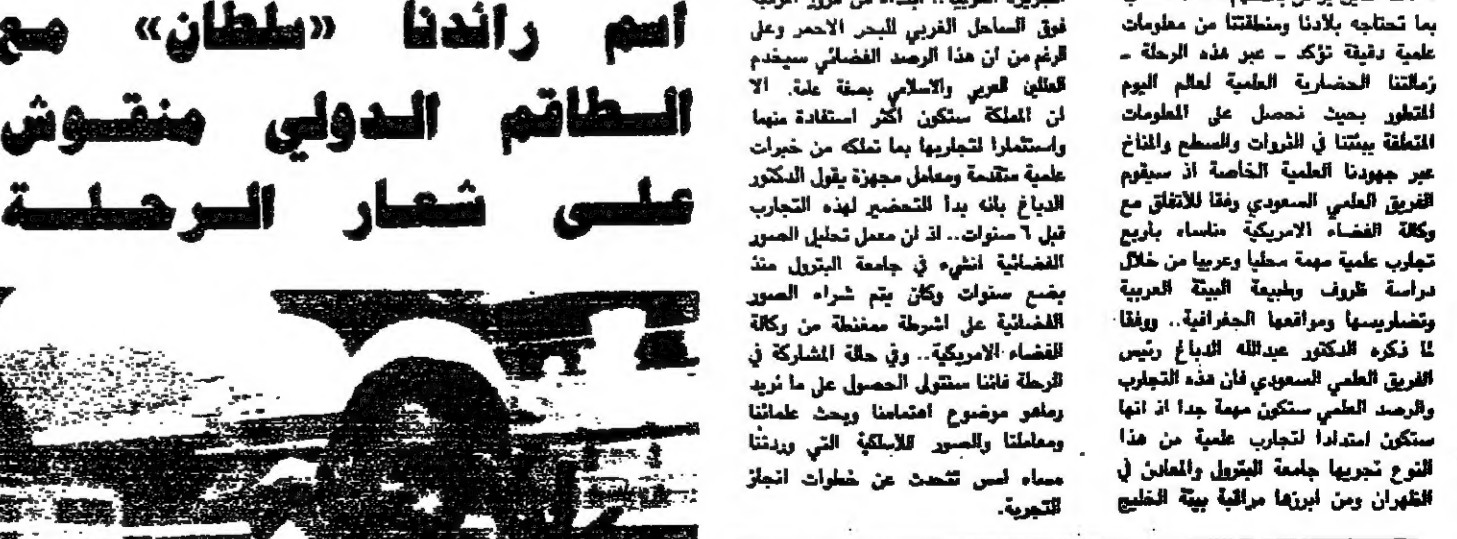 بما تحتاجه بلادنا ومنطقتنا من معلومات
علمية دقيقة تؤكد ـ عبر هذه الرحلة ـ
زمالتنا الحضارية العلمية لعالم اليوم
المتطور بحيث نحصل على المعلومات
المتعلقة ببيئتنا في الثروات والسطح والمناخ
عبر جهودنا العلمية الخاصة اذ سيقوم
الفريق العلمي السعودي وفقا للاتفاق مع
وكالة الفضاء الامريكية «ناسا» باربع
تجارب علمية مهمة محليا وعربيا من خلال
دراسة ظروف وطبيعة البيئة العربية
وتضاريسها ومواقعها الجغرافية.. ووفقا
لما ذكره الدكتور عبدالله الدباغ رئيس
الفريق العلمي السعودي فان هذه التجارب
والرصد العلمي ستكون مهمة جدا اذ انها
ستكون امتدادا لتجارب علمية من هذا
النوع تجريها جامعة البترول والمعادن في
الظهران ومن ابرزها مراقبة بيئة الخليج
فوق الساحل الغربي للبحر الاحمر وعلى
الرغم من ان هذا الرصد الفضائي سيخدم
العالمين العربي والاسلامي بصفة عامة. الا
ان المملكة ستكون اكثر استفادة منهما
واستثمارا لتجاربها بما تملكه من خبرات
علمية متقدمة ومعامل مجهزة يقول الدكتور
الدباغ بانه بدأ التحضير لهذه التجارب
قبل ٦ سنوات.. اذ ان معمل تحليل الصور
الفضائية انشيء في جامعة البترول منذ
بضع سنوات وكان يتم شراء الصور
الفضائية على اشرطة ممغنطة من وكالة
الفضاء الامريكية.. وفي حالة المشاركة في
الرحلة فاننا سنتولى الحصول على ما نريد
وماهو موضوع اهتمامنا وبحث علمائنا
ومعاملنا والصور اللاسلكية التي وردتنا
مساء امس تتحدث عن خطوات انجاز
التجربة.
اسم رائدنا «سلطان» مع
الطاقم الدولي منقوش
على شعار الرحلة